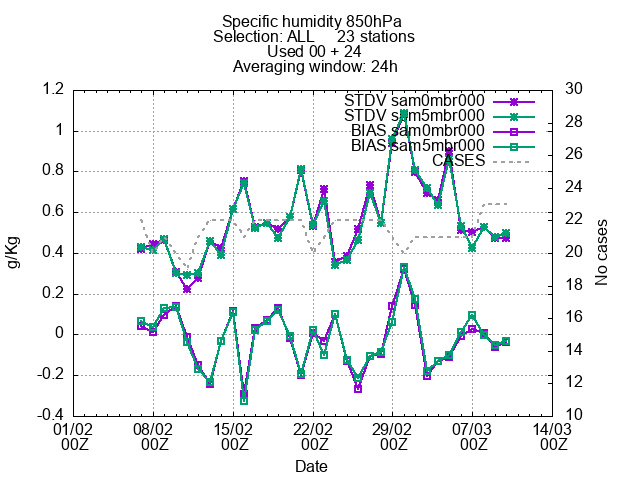 Specific humidity 850hPa
Selection: ALL 23 stations
Used 00 + 24
Averaging window: 24h
1.2
1
0.8
0.6
0.4
0.2
0
-0.2
-0.4
g/Kg
30
28
26
24
22
20
18
16
14
12
10
No cases
STDV sam0mbr000
STDV sam5mbr000
BIAS sam0mbr000
BIAS sam5mbr000
CASES
01/02 08/02 15/02 22/02 29/02 07/03 14/03
00Z 00Z 00Z 00Z 00Z 00Z 00Z
Date